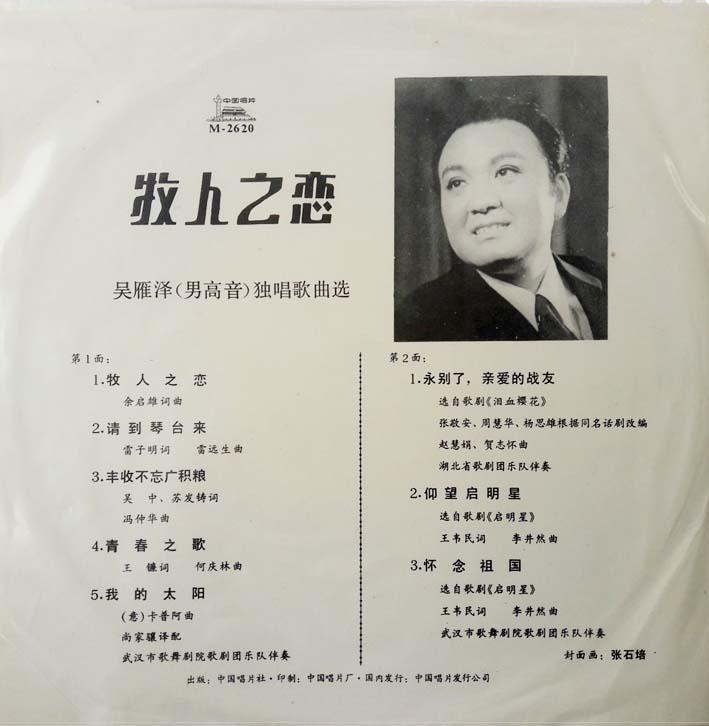 中国唱片
M-2620
牧人之恋
吴雁泽(男高音)独唱歌曲选
第1面:
1.牧人之恋
余启雄词曲
2.请到琴台来
雷子明词 雷远生曲
3.丰收不忘广积粮
吴中、苏发铸词
冯仲华曲
4.青春之歌
王镰词 何庆林曲
5.我的太阳
(意)卡普阿曲
尚家骧译配
武汉市歌舞剧院歌剧团乐队伴奏
第2面:
1.永别了,亲爱的战友
选自歌剧《泪血樱花》
张敬安、周慧华、杨思雄根据同名话剧改编
赵慧娟、贺志怀曲
湖北省歌剧团乐队伴奏
2.仰望启明星
选自歌剧《启明星》
王韦民词 李井然曲
3.怀念祖国
选自歌剧《启明星》
王韦民词 李井然曲
武汉市歌舞剧院歌剧团乐队伴奏
封面画:张石培
出版:中国唱片社·印制:中国唱片厂·国内发行:中国唱片发行公司